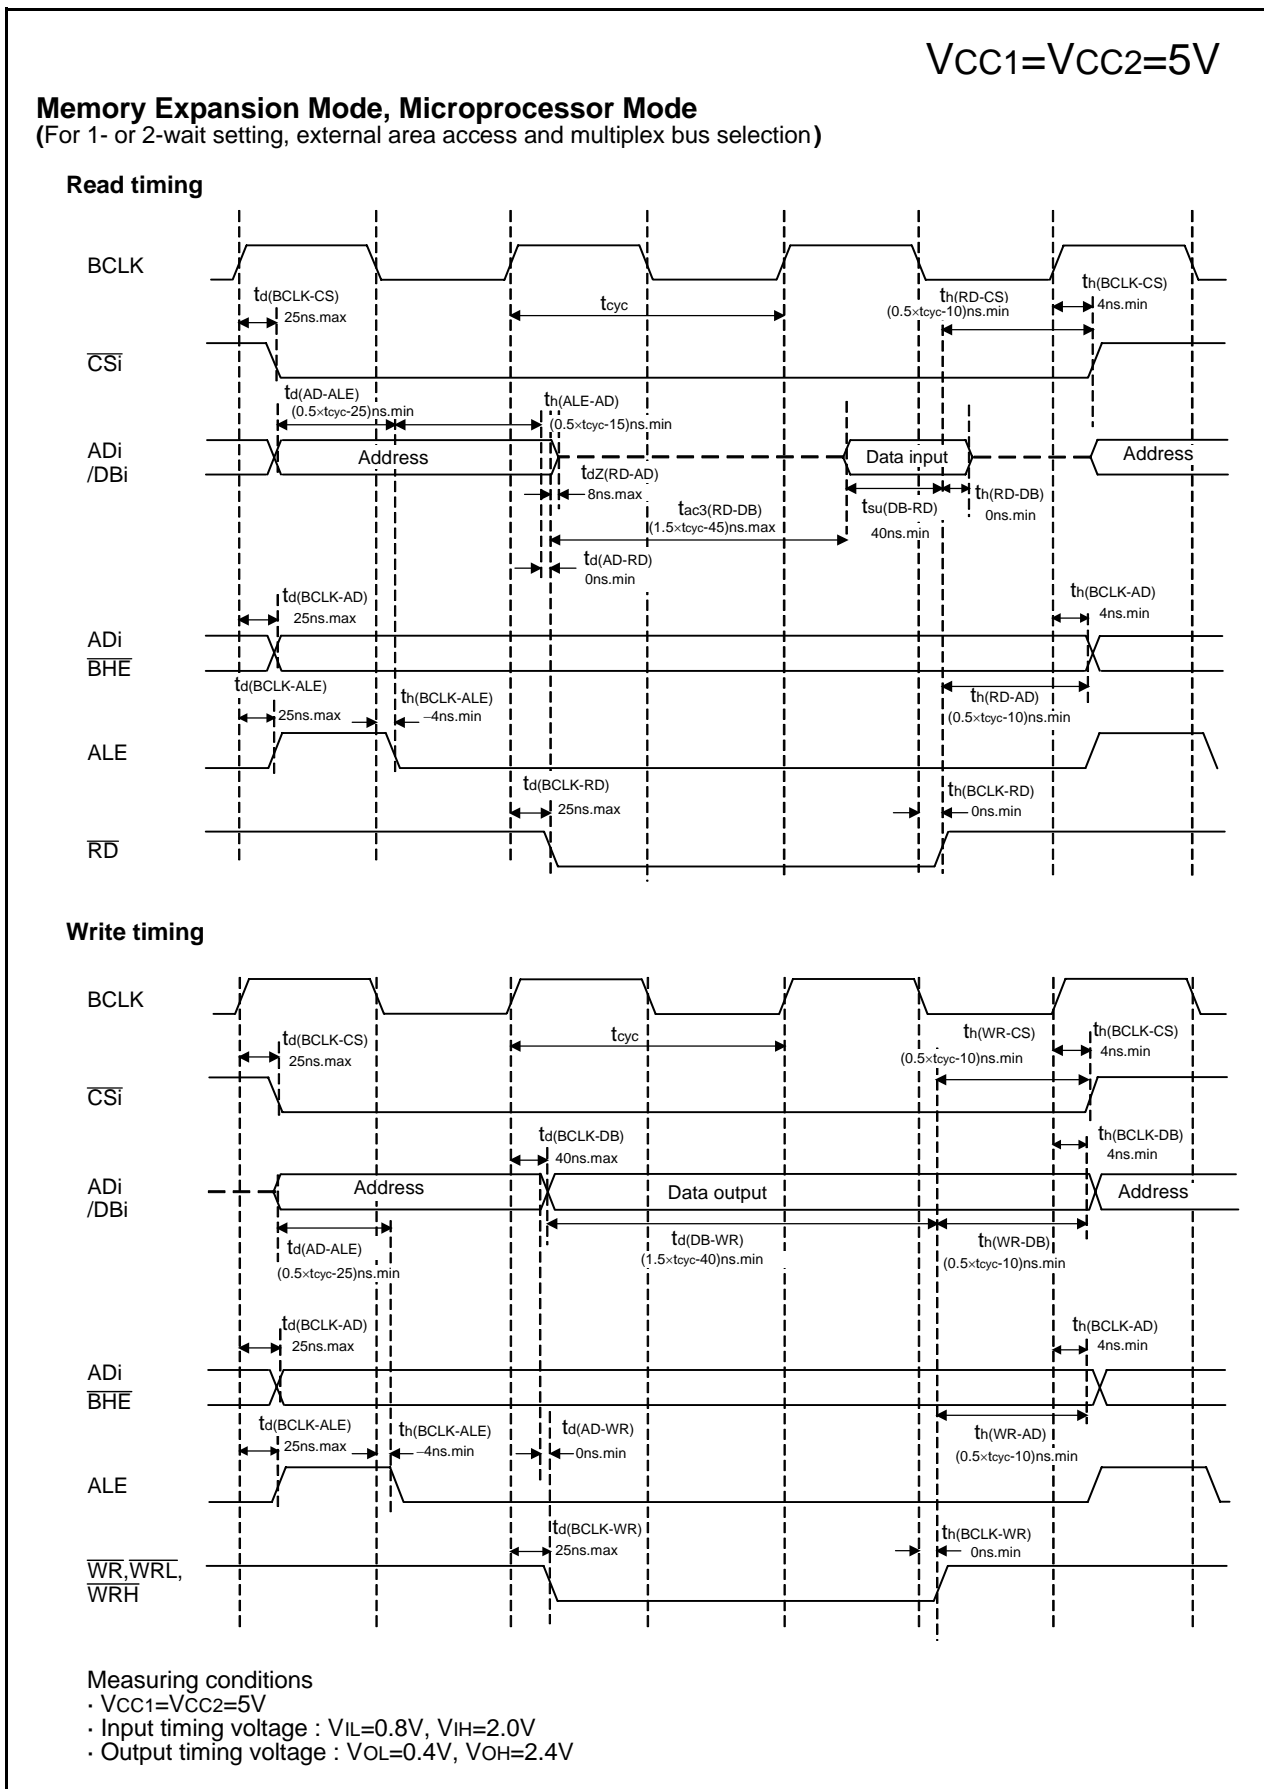 VCC1=VCC2=5V
Memory Expansion Mode, Microprocessor Mode
(For 1- or 2-wait setting, external area access and multiplex bus selection)
Read timing
BCLK
td(BCLK-CS)
25ns.max
tcyc
th(RD-CS)
(0.5×tcyc-10)ns.min
th(BCLK-CS)
4ns.min
CSi
td(AD-ALE)
(0.5×tcyc-25)ns.min
th(ALE-AD)
(0.5×tcyc-15)ns.min
ADi
/DBi
Address
Data input
Address
tdZ(RD-AD)
8ns.max
tac3(RD-DB)
(1.5×tcyc-45)ns.max
tsu(DB-RD)
40ns.min
th(RD-DB)
0ns.min
td(AD-RD)
0ns.min
td(BCLK-AD)
25ns.max
th(BCLK-AD)
4ns.min
ADi
BHE
td(BCLK-ALE)
25ns.max
th(BCLK-ALE)
–4ns.min
th(RD-AD)
(0.5×tcyc-10)ns.min
ALE
td(BCLK-RD)
25ns.max
th(BCLK-RD)
0ns.min
RD
Write timing
BCLK
td(BCLK-CS)
25ns.max
tcyc
th(WR-CS)
(0.5×tcyc-10)ns.min
th(BCLK-CS)
4ns.min
CSi
td(BCLK-DB)
40ns.max
th(BCLK-DB)
4ns.min
ADi
/DBi
Address
Data output
Address
td(AD-ALE)
(0.5×tcyc-25)ns.min
td(DB-WR)
(1.5×tcyc-40)ns.min
th(WR-DB)
(0.5×tcyc-10)ns.min
td(BCLK-AD)
25ns.max
th(BCLK-AD)
4ns.min
ADi
BHE
td(BCLK-ALE)
25ns.max
th(BCLK-ALE)
–4ns.min
td(AD-WR)
0ns.min
th(WR-AD)
(0.5×tcyc-10)ns.min
ALE
td(BCLK-WR)
25ns.max
th(BCLK-WR)
0ns.min
WR,WRL,
WRH
Measuring conditions
· VCC1=VCC2=5V
· Input timing voltage : VIL=0.8V, VIH=2.0V
· Output timing voltage : VOL=0.4V, VOH=2.4V